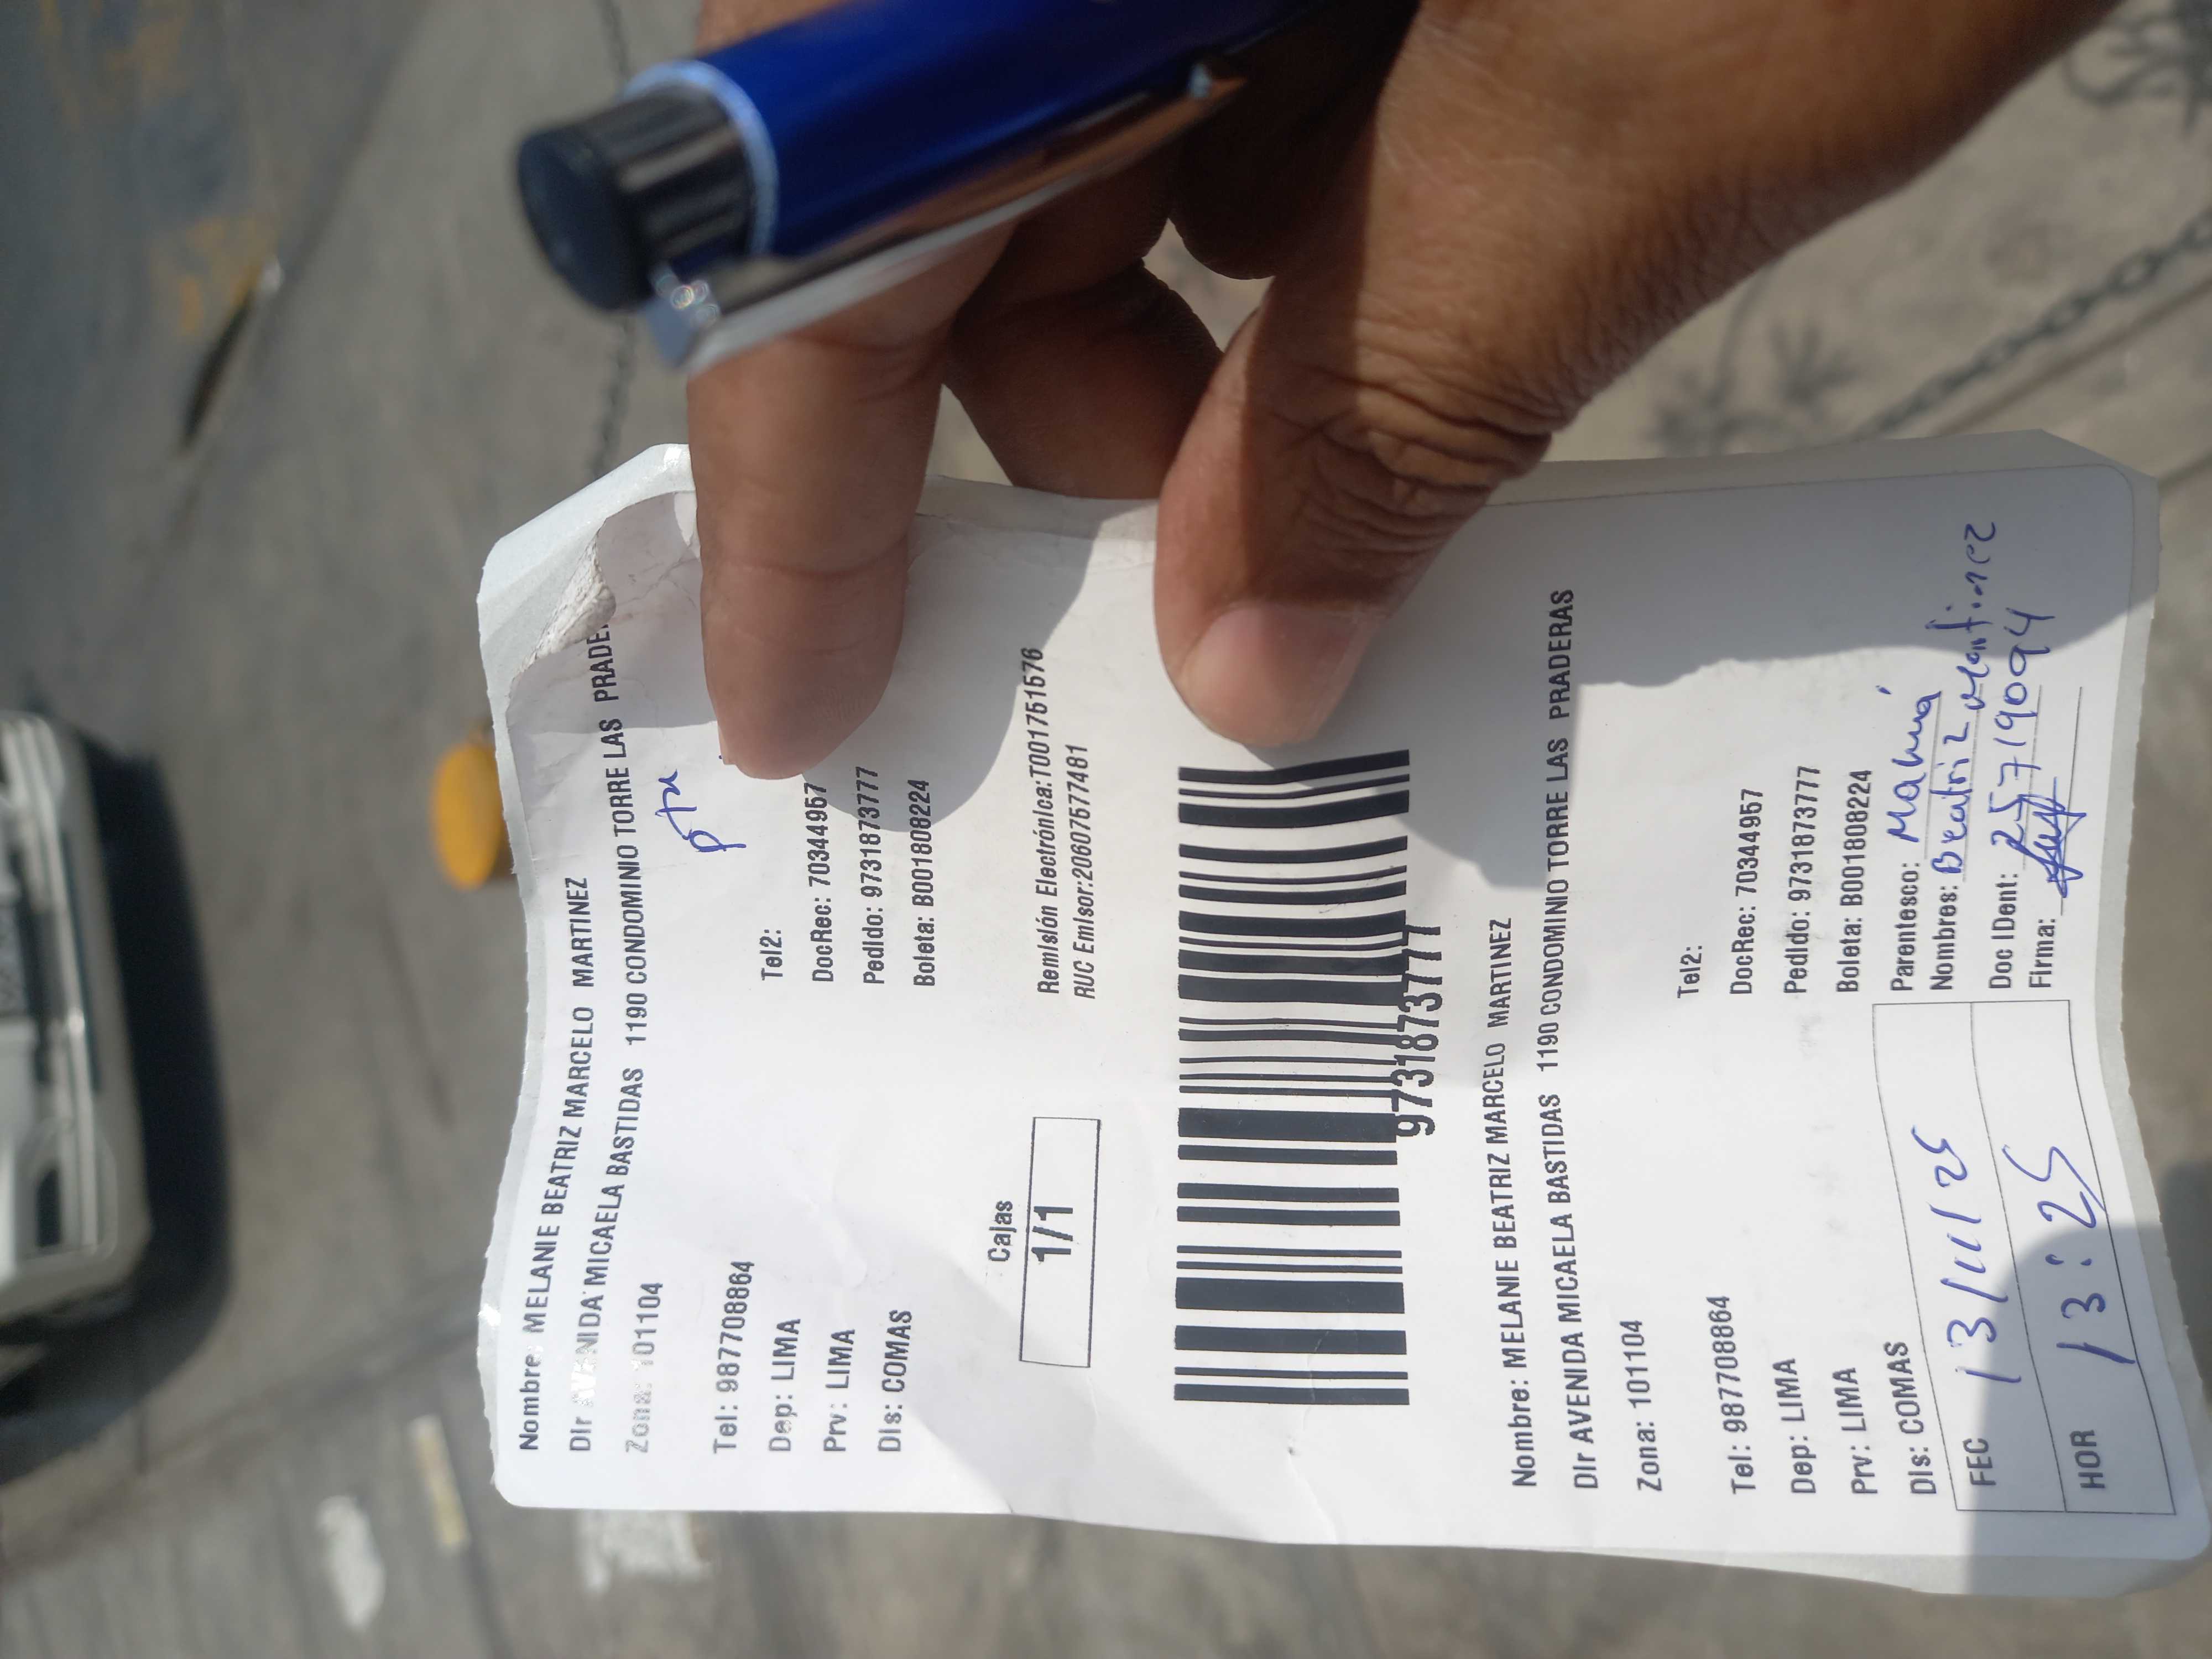 Nombre: MELANIE BEATRIZ MARCELO MARTINEZ
DIr AVENIDA MICAELA BASTIDAS 1190 CONDOMINIO TORRE LAS PRADE
Zona: 101104
ptu
Tel: 987708864 Tel2:
Dep: LIMA DocRec: 70344957
Prv: LIMA Pedido: 97318737​77
DIs: COMAS Boleta: B001808224
Cajas
1/1
Remisión Electrónica:T001751576
RUC Emisor:20607577481
9731873777
Nombre: MELANIE BEATRIZ MARCELO MARTINEZ
DIr AVENIDA MICAELA BASTIDAS 1190 CONDOMINIO TORRE LAS PRADERAS
Zona: 101104
Tel: 987708864 Tel2:
Dep: LIMA DocRec: 70344957
Prv: LIMA Pedido: 9731873777
DIs: COMAS Boleta: B001808224
Parentesco: Mamá
FEC 13/11/25 Nombres: Beatriz Martinez
Doc IDent: 25719094
HOR 13:25 Firma: